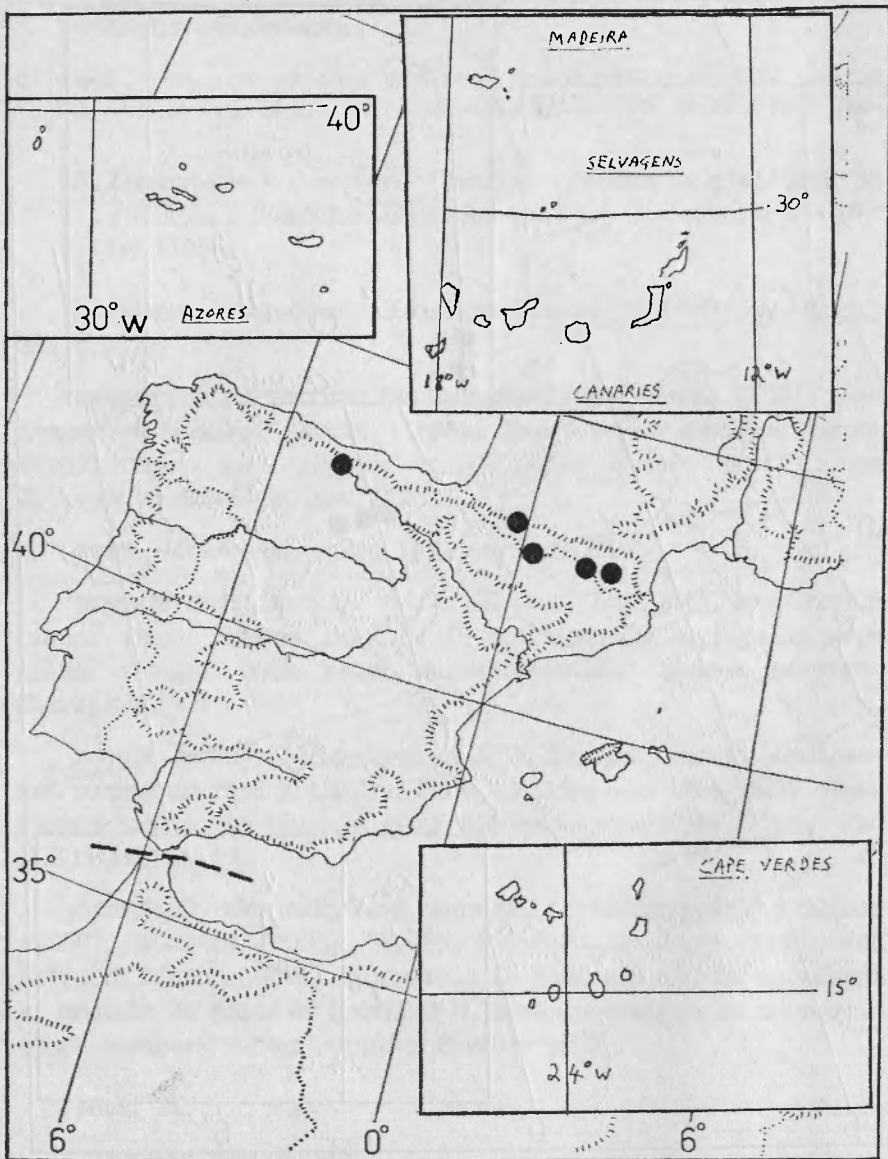 MADEIRA
40°
SELVAGENS
30°
30° W AZORES
18° W
12° W
CANARIES
40°
35°
CAPE VERDES
15°
24° W
6°
0°
6°